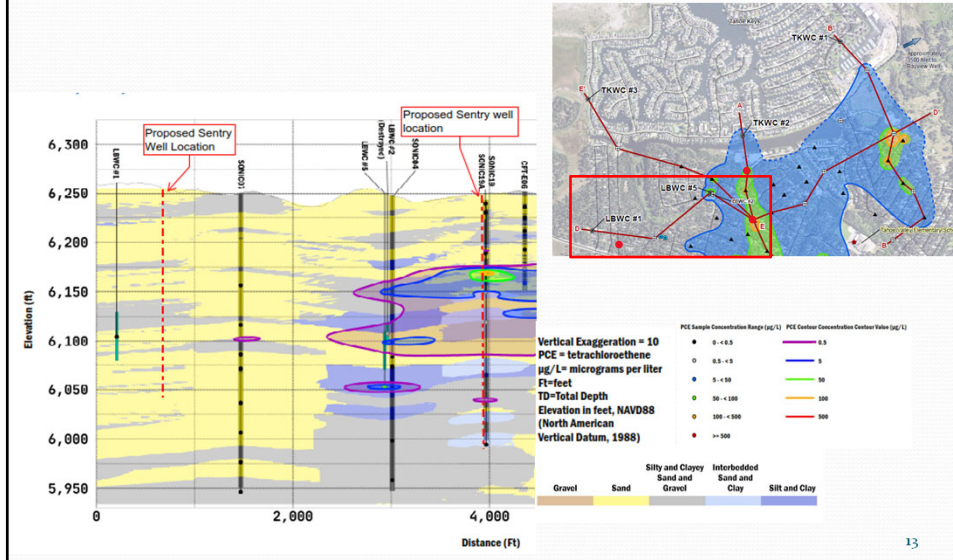 Tahoe Keys
B
TKWC #1
Approximately
E'
TKWC #3
A
D'
TKWC #2
LBWC #5
LBWC #1
D
E
B'
Tahoe Valley Elementary School
Proposed Sentry
Well Location
Proposed Sentry well
location
LBWC #1
SONIC01
LBWC #5
LBWC #2
(Destroyed)
SONIC04
SONIC19A
SONIC19
CPT-E06
6,300
6,250
6,200
6,150
6,100
6,050
6,000
5,950
Elevation (ft)
0
2,000
4,000
Distance (Ft)
Vertical Exaggeration = 10
PCE = tetrachloroethene
µg/L= micrograms per liter
Ft=feet
TD=Total Depth
Elevation in feet, NAVD88
(North American
Vertical Datum, 1988)
PCE Sample Concentration Range (µg/L)
0 - < 0.5
0.5 - < 5
5 - < 50
50 - < 100
100 - < 500
>= 500
PCE Contour Concentration Contour Value (µg/L)
0.5
5
50
100
500
Gravel
Sand
Silty and Clayey
Sand and
Gravel
Interbodded
Sand and
Clay
Silt and Clay
13